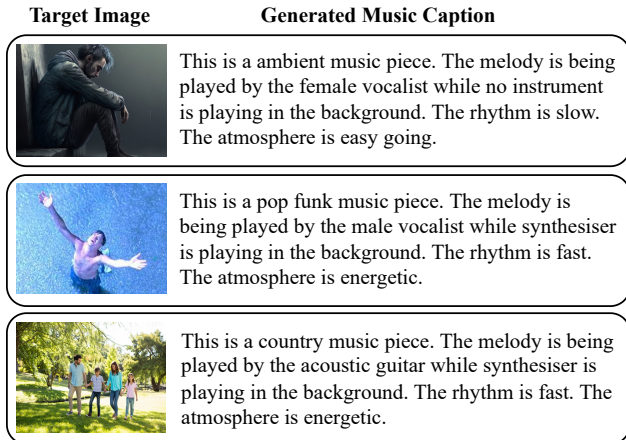 Target Image
Generated Music Caption
This is a ambient music piece. The melody is being
played by the female vocalist while no instrument
is playing in the background. The rhythm is slow.
The atmosphere is easy going.
This is a pop funk music piece. The melody is
being played by the male vocalist while synthesiser
is playing in the background. The rhythm is fast.
The atmosphere is energetic.
This is a country music piece. The melody is being
played by the acoustic guitar while synthesiser is
playing in the background. The rhythm is fast. The
atmosphere is energetic.